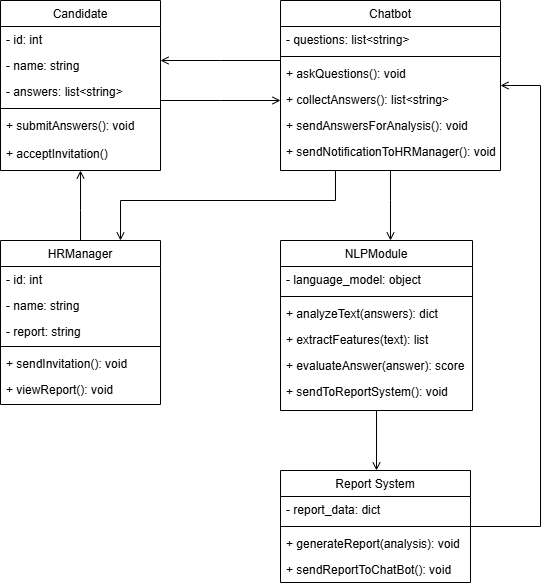 Candidate
- id: int
- name: string
- answers: list<string>
+ submitAnswers(): void
+ acceptInvitation()
Chatbot
- questions: list<string>
+ askQuestions(): void
+ collectAnswers(): list<string>
+ sendAnswersForAnalysis(): void
+ sendNotificationToHRManager(): void
HRManager
- id: int
- name: string
- report: string
+ sendInvitation(): void
+ viewReport(): void
NLPModule
- language_model: object
+ analyzeText(answers): dict
+ extractFeatures(text): list
+ evaluateAnswer(answer): score
+ sendToReportSystem(): void
Report System
- report_data: dict
+ generateReport(analysis): void
+ sendReportToChatBot(): void